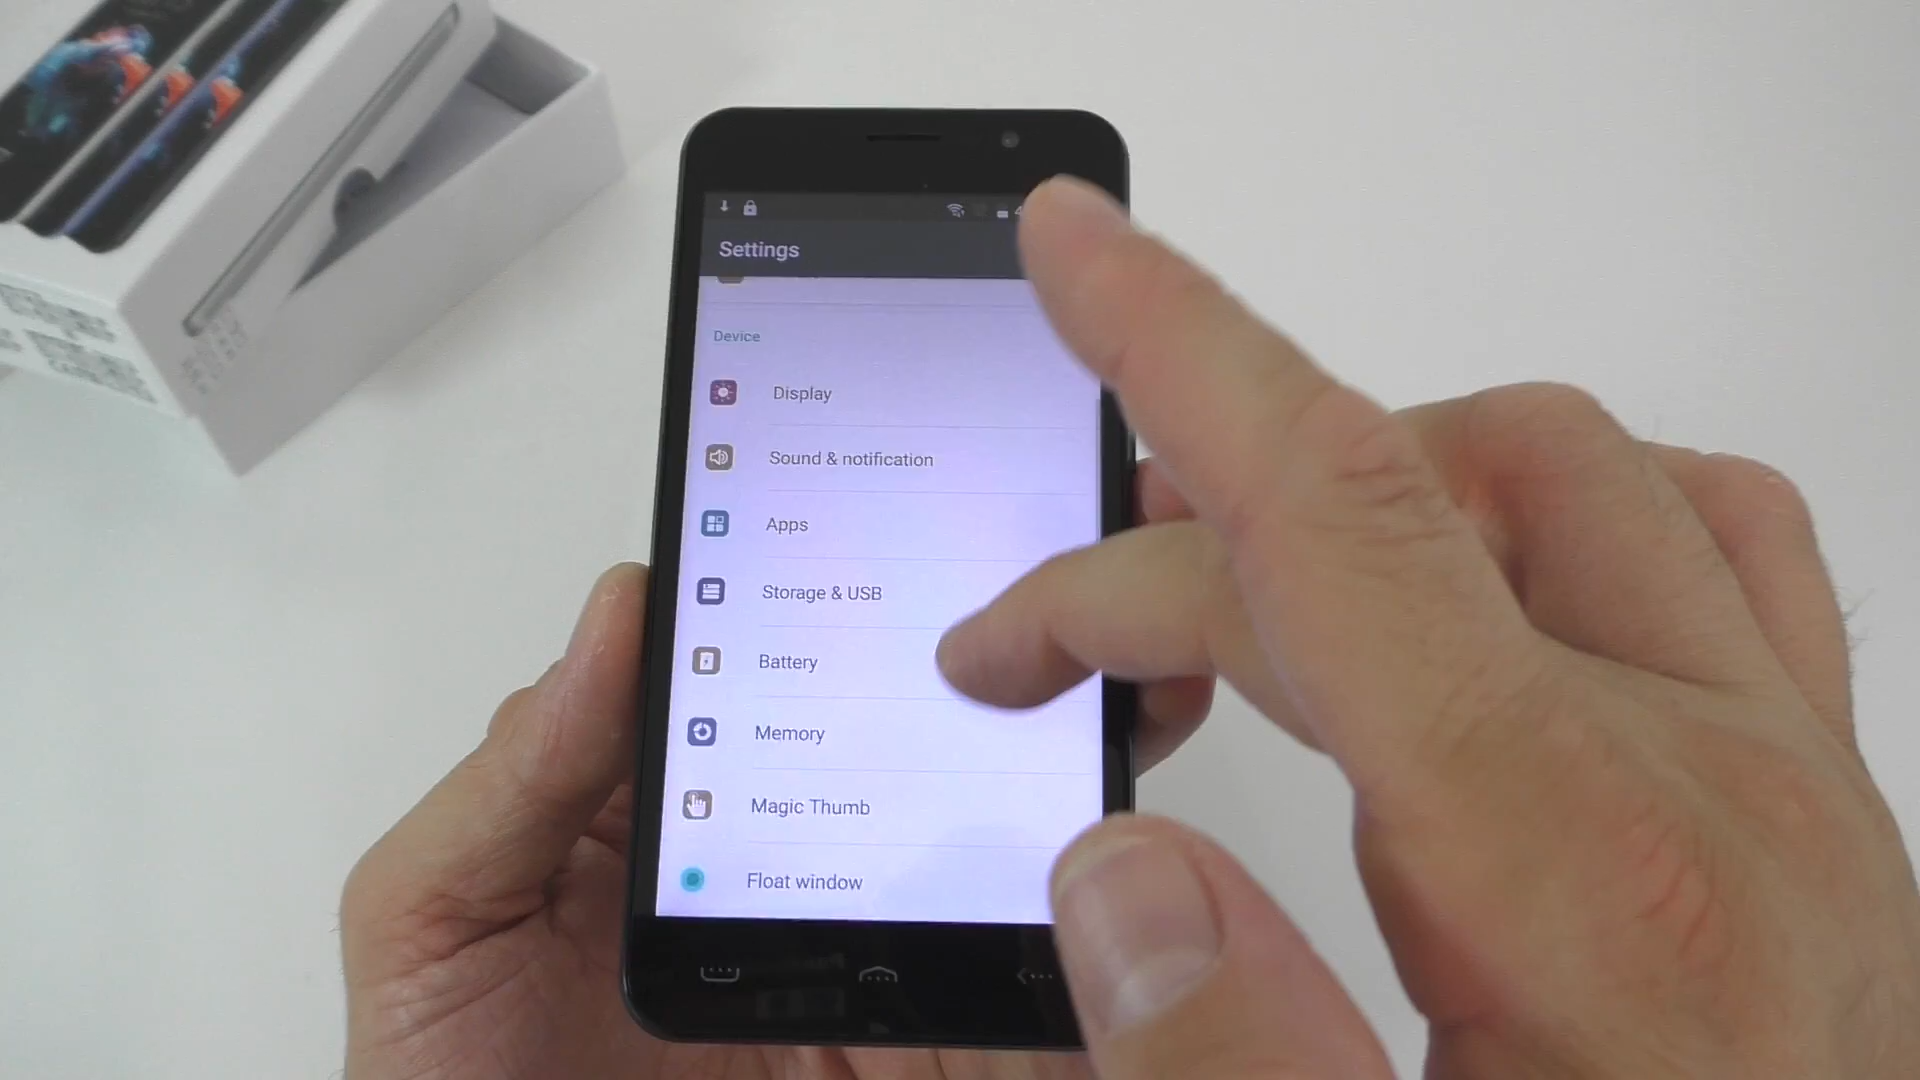 Settings
Device
Display
Sound & notification
Apps
Storage & USB
Battery
Memory
Magic Thumb
Float window